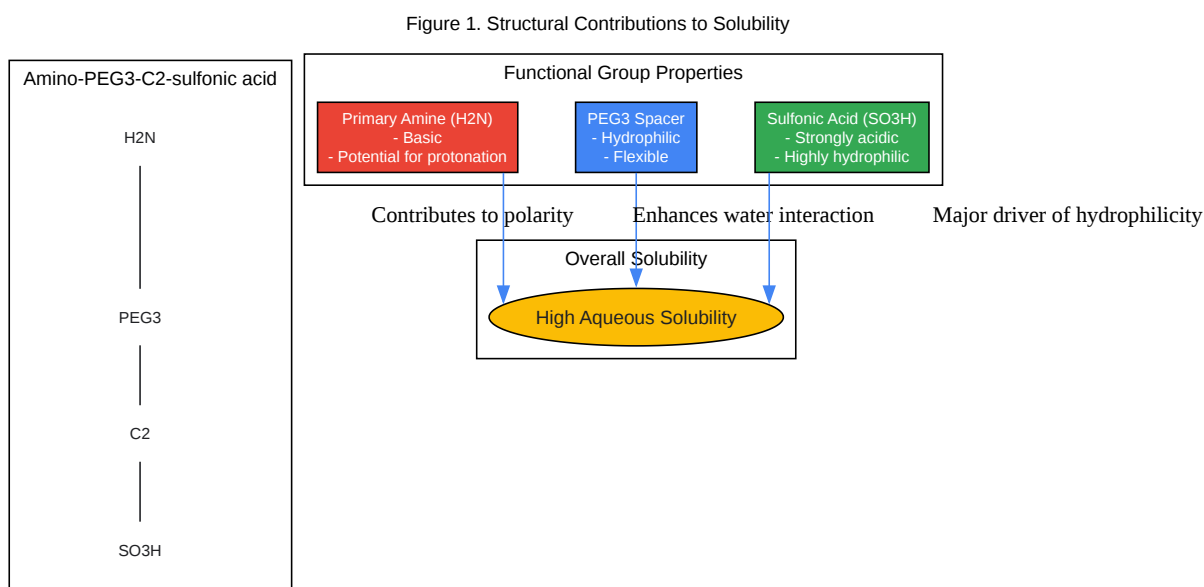 Figure 1. Structural Contributions to Solubility
Amino-PEG3-C2-sulfonic acid
H2N
PEG3
C2
SO3H
Functional Group Properties
Primary Amine (H2N)
- Basic
- Potential for protonation
PEG3 Spacer
- Hydrophilic
- Flexible
Sulfonic Acid (SO3H)
- Strongly acidic
- Highly hydrophilic
Contributes to polarity
Enhances water interaction
Major driver of hydrophilicity
Overall Solubility
High Aqueous Solubility